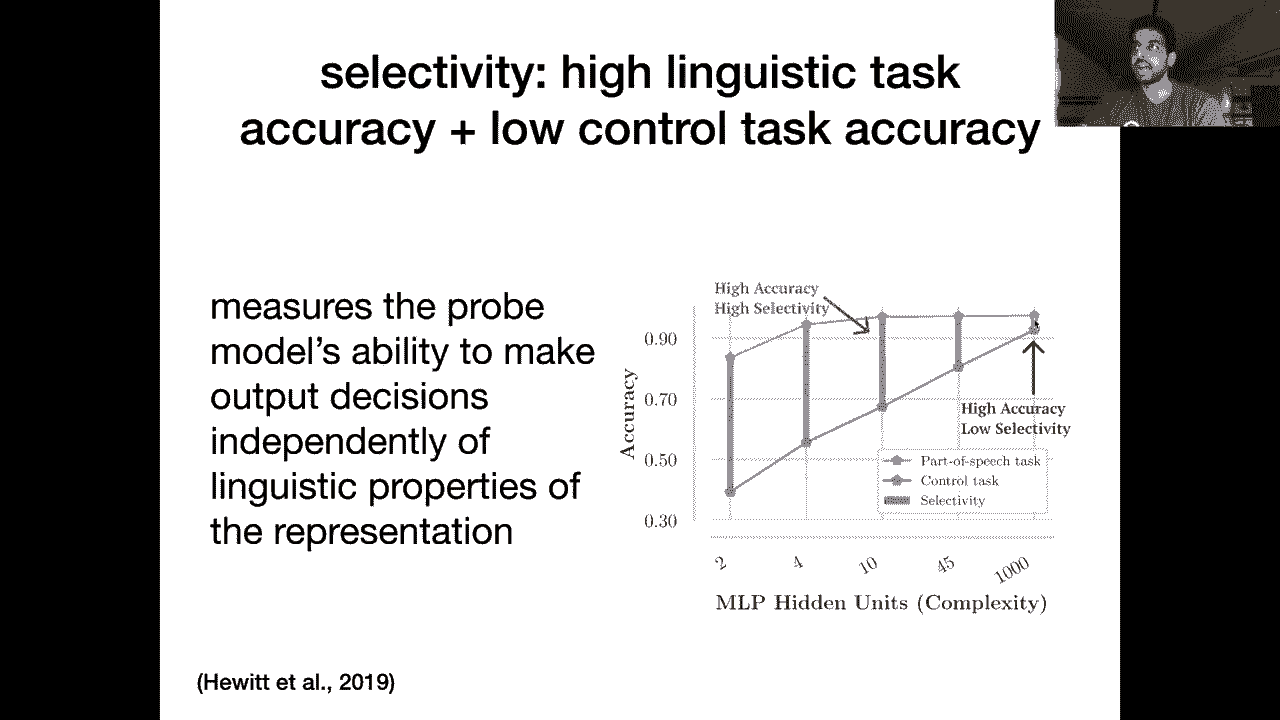 selectivity: high linguistic task
accuracy + low control task accuracy
measures the probe
model's ability to make
output decisions
independently of
linguistic properties of
the representation
High Accuracy
High Selectivity
0.90
0.70
0.50
0.30
Accuracy
High Accuracy
Low Selectivity
Part-of-speech task
Control task
Selectivity
2
4
10
45
1000
MLP Hidden Units (Complexity)
(Hewitt et al., 2019)